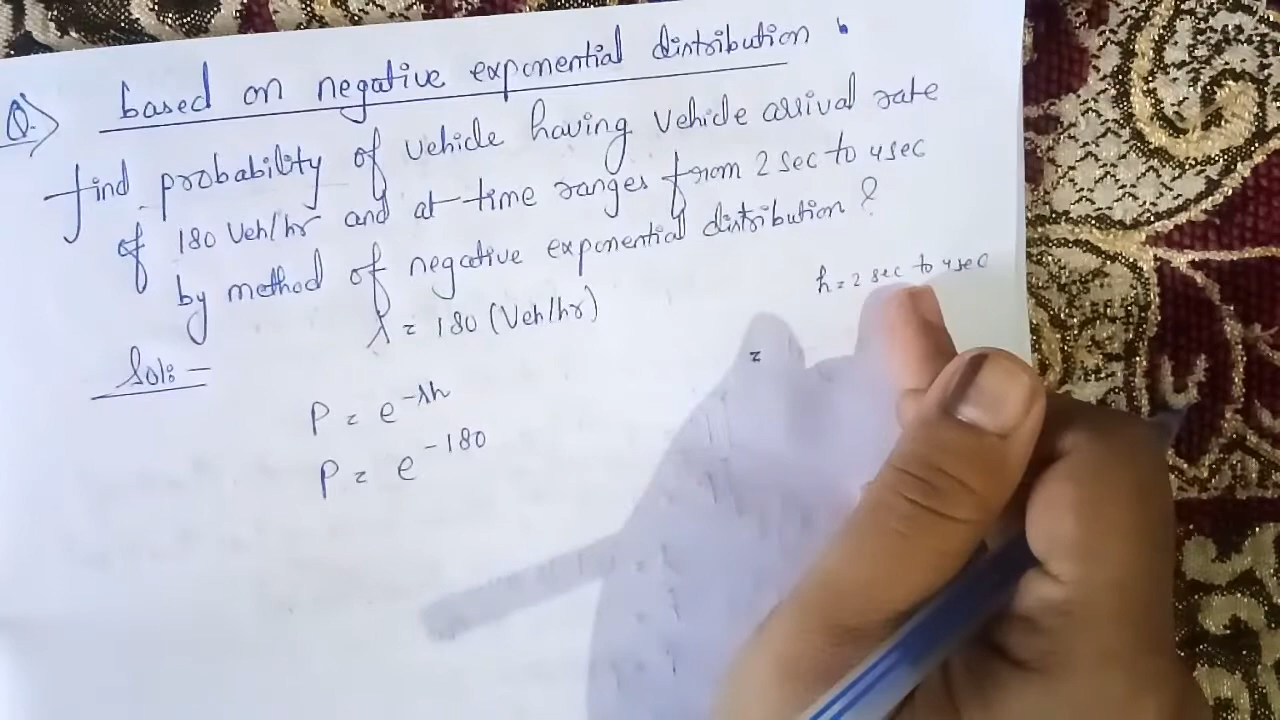 Q.> based on negative exponential distribution
find probability of vehicle having vehicle arrival rate
of 180 Veh/hr and at time ranges from 2 sec to 4sec
by method of negative exponential distribution ?
h = 2 sec to 4sec
λ = 180 (Veh/hr)
Sol: -
=
P = e^-λh
P = e^-180